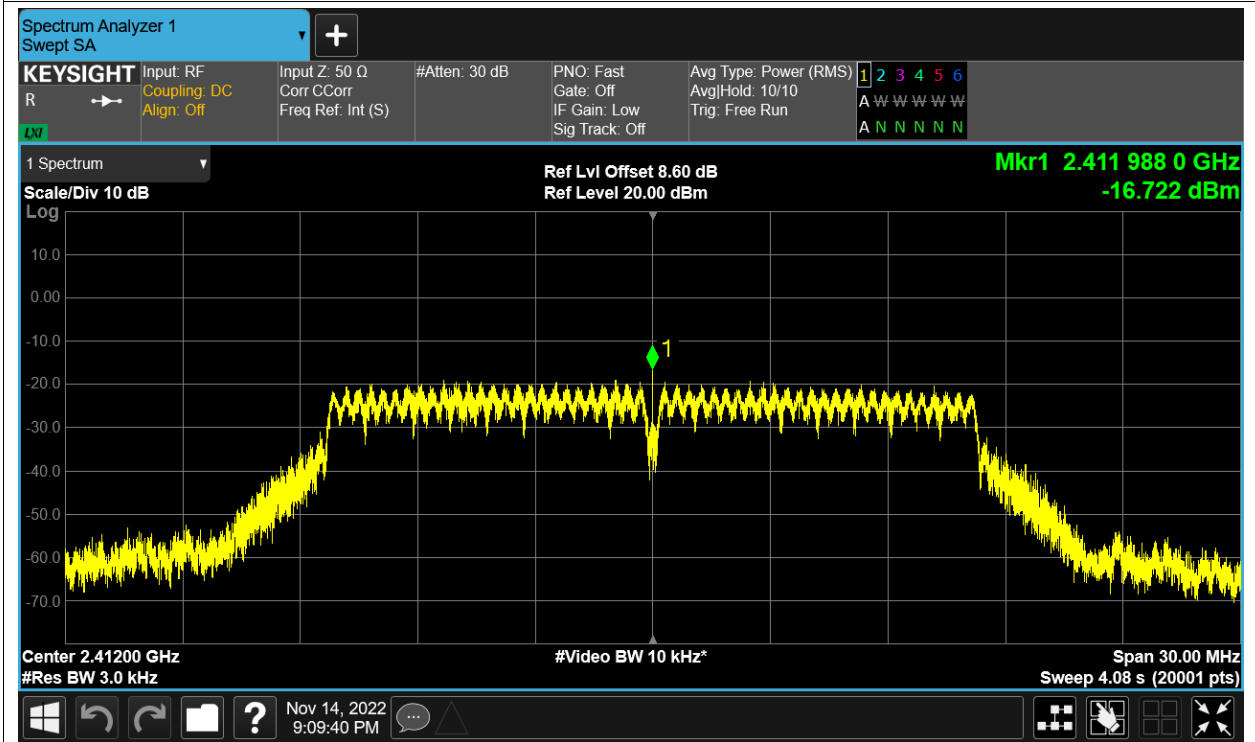 Spectrum Analyzer 1
Swept SA
+
KEYSIGHT
R
LXI
Input: RF
Coupling: DC
Align: Off
Input Z: 50 Ω
Corr CCorr
Freq Ref: Int (S)
#Atten: 30 dB
PNO: Fast
Gate: Off
IF Gain: Low
Sig Track: Off
Avg Type: Power (RMS)
Avg|Hold: 10/10
Trig: Free Run
1 2 3 4 5 6
A W W W W W
A N N N N N
1 Spectrum
Scale/Div 10 dB
Log
Ref Lvl Offset 8.60 dB
Ref Level 20.00 dBm
Mkr1 2.411 988 0 GHz
-16.722 dBm
10.0
0.00
-10.0
1
-20.0
-30.0
-40.0
-50.0
-60.0
-70.0
Center 2.41200 GHz
#Video BW 10 kHz*
Span 30.00 MHz
#Res BW 3.0 kHz
Sweep 4.08 s (20001 pts)
?
Nov 14, 2022
9:09:40 PM